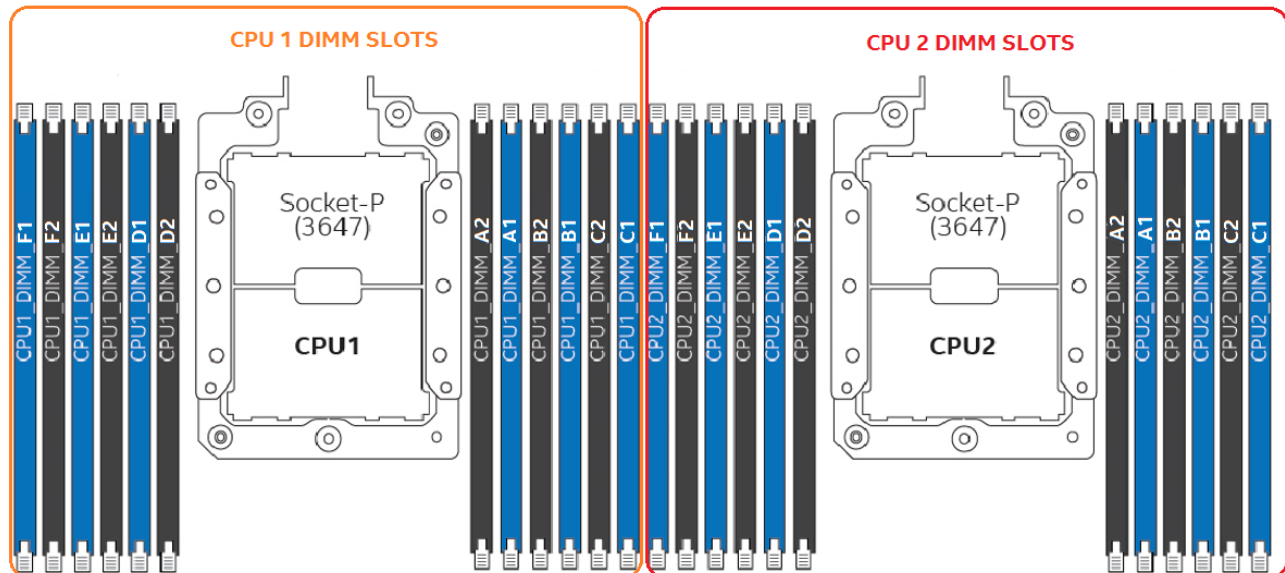 CPU 1 DIMM SLOTS
CPU 2 DIMM SLOTS
CPU1_DIMM_F1
CPU1_DIMM_F2
CPU1_DIMM_E1
CPU1_DIMM_E2
CPU1_DIMM_D1
CPU1_DIMM_D2
Socket-P
(3647)
CPU1
CPU1_DIMM_A2
CPU1_DIMM_A1
CPU1_DIMM_B2
CPU1_DIMM_B1
CPU1_DIMM_C2
CPU1_DIMM_C1
CPU2_DIMM_F1
CPU2_DIMM_F2
CPU2_DIMM_E1
CPU2_DIMM_E2
CPU2_DIMM_D1
CPU2_DIMM_D2
Socket-P
(3647)
CPU2
CPU2_DIMM_A2
CPU2_DIMM_A1
CPU2_DIMM_B2
CPU2_DIMM_B1
CPU2_DIMM_C2
CPU2_DIMM_C1